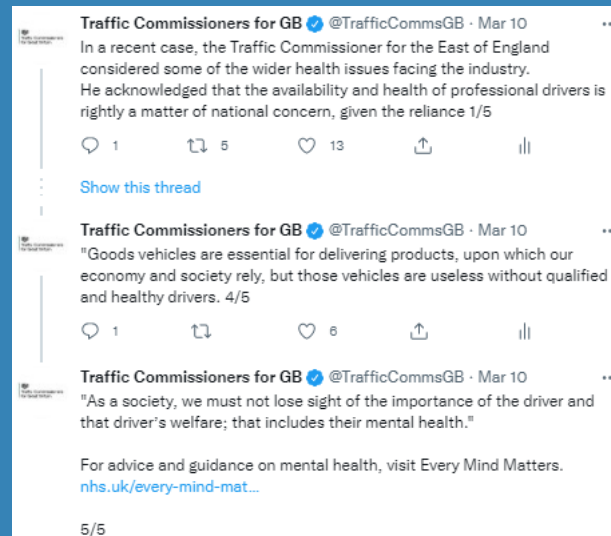 Traffic Commissioners for GB @TrafficCommsGB · Mar 10
In a recent case, the Traffic Commissioner for the East of England
considered some of the wider health issues facing the industry.
He acknowledged that the availability and health of professional drivers is
rightly a matter of national concern, given the reliance 1/5
1 5 13
Show this thread
Traffic Commissioners for GB @TrafficCommsGB · Mar 10
"Goods vehicles are essential for delivering products, upon which our
economy and society rely, but those vehicles are useless without qualified
and healthy drivers. 4/5
1 6
Traffic Commissioners for GB @TrafficCommsGB · Mar 10
"As a society, we must not lose sight of the importance of the driver and
that driver's welfare; that includes their mental health."
For advice and guidance on mental health, visit Every Mind Matters.
nhs.uk/every-mind-mat...
5/5